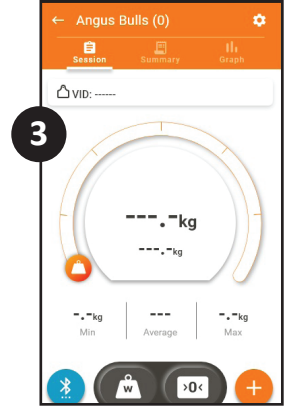 ← Angus Bulls (0)
Session Summary Graph
VID: ------
3
---.-kg
---.-kg
-.-kg --- -.-kg
Min Average Max
W >0< +